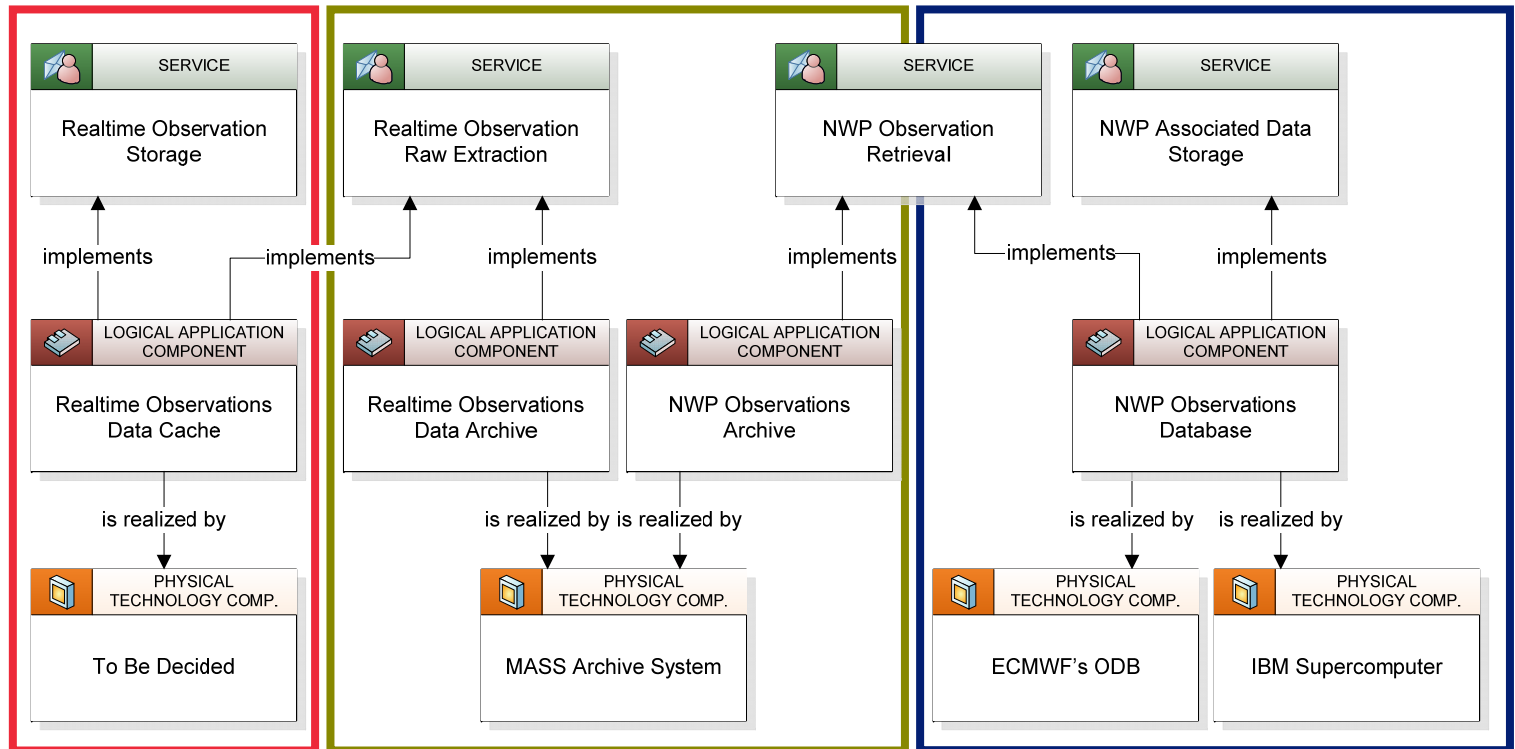 SERVICE
Realtime Observation
Storage
SERVICE
Realtime Observation
Raw Extraction
SERVICE
NWP Observation
Retrieval
SERVICE
NWP Associated Data
Storage
implements
implements
implements
implements
implements
implements
LOGICAL APPLICATION
COMPONENT
Realtime Observations
Data Cache
LOGICAL APPLICATION
COMPONENT
Realtime Observations
Data Archive
LOGICAL APPLICATION
COMPONENT
NWP Observations
Archive
LOGICAL APPLICATION
COMPONENT
NWP Observations
Database
is realized by
is realized by
is realized by
is realized by
is realized by
PHYSICAL
TECHNOLOGY COMP.
To Be Decided
PHYSICAL
TECHNOLOGY COMP.
MASS Archive System
PHYSICAL
TECHNOLOGY COMP.
ECMWF’s ODB
PHYSICAL
TECHNOLOGY COMP.
IBM Supercomputer